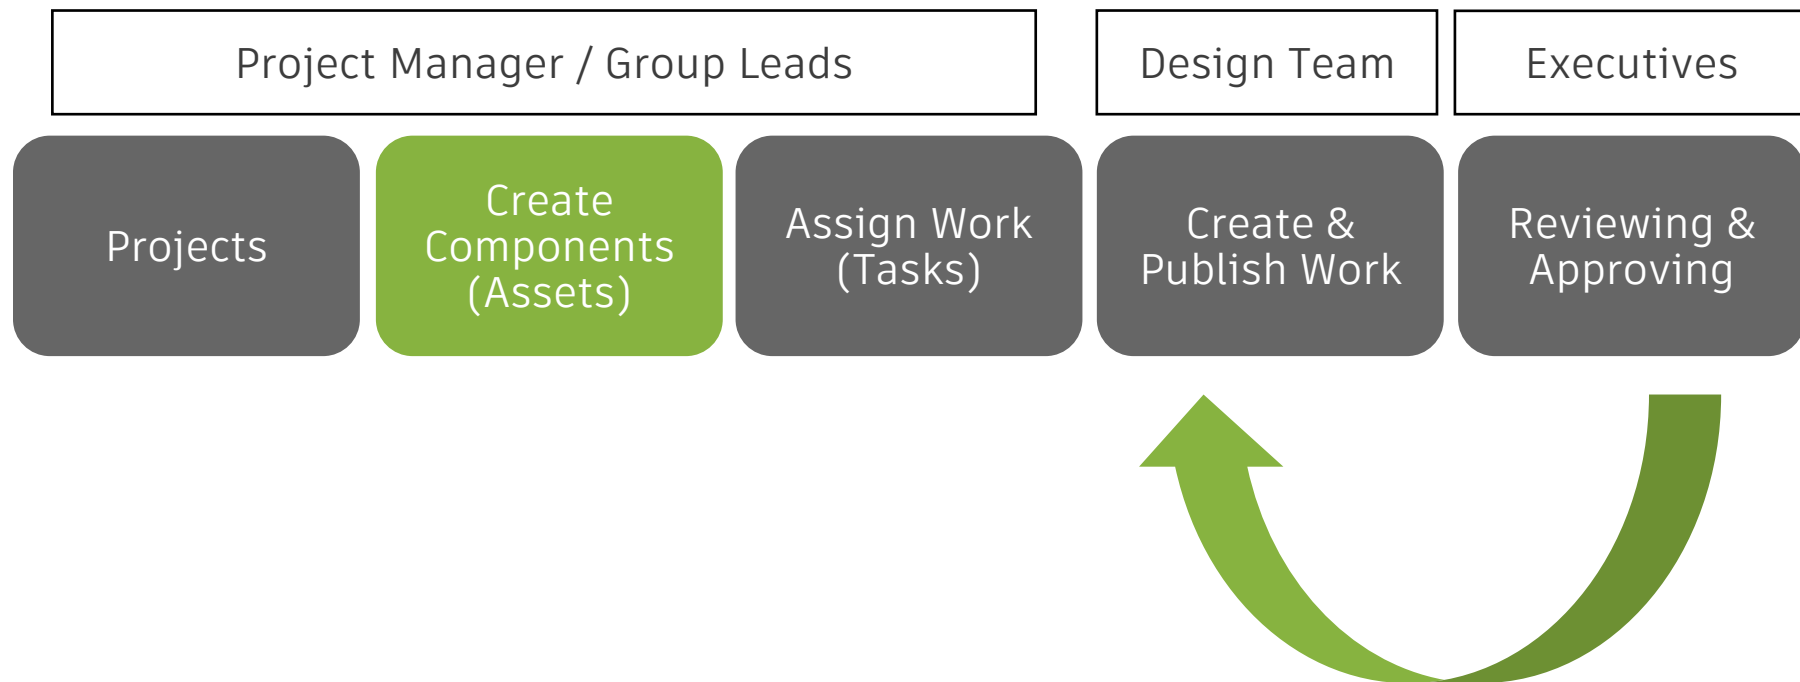 Project Manager / Group Leads
Design Team
Executives
Projects
Create
Components
(Assets)
Assign Work
(Tasks)
Create &
Publish Work
Reviewing &
Approving